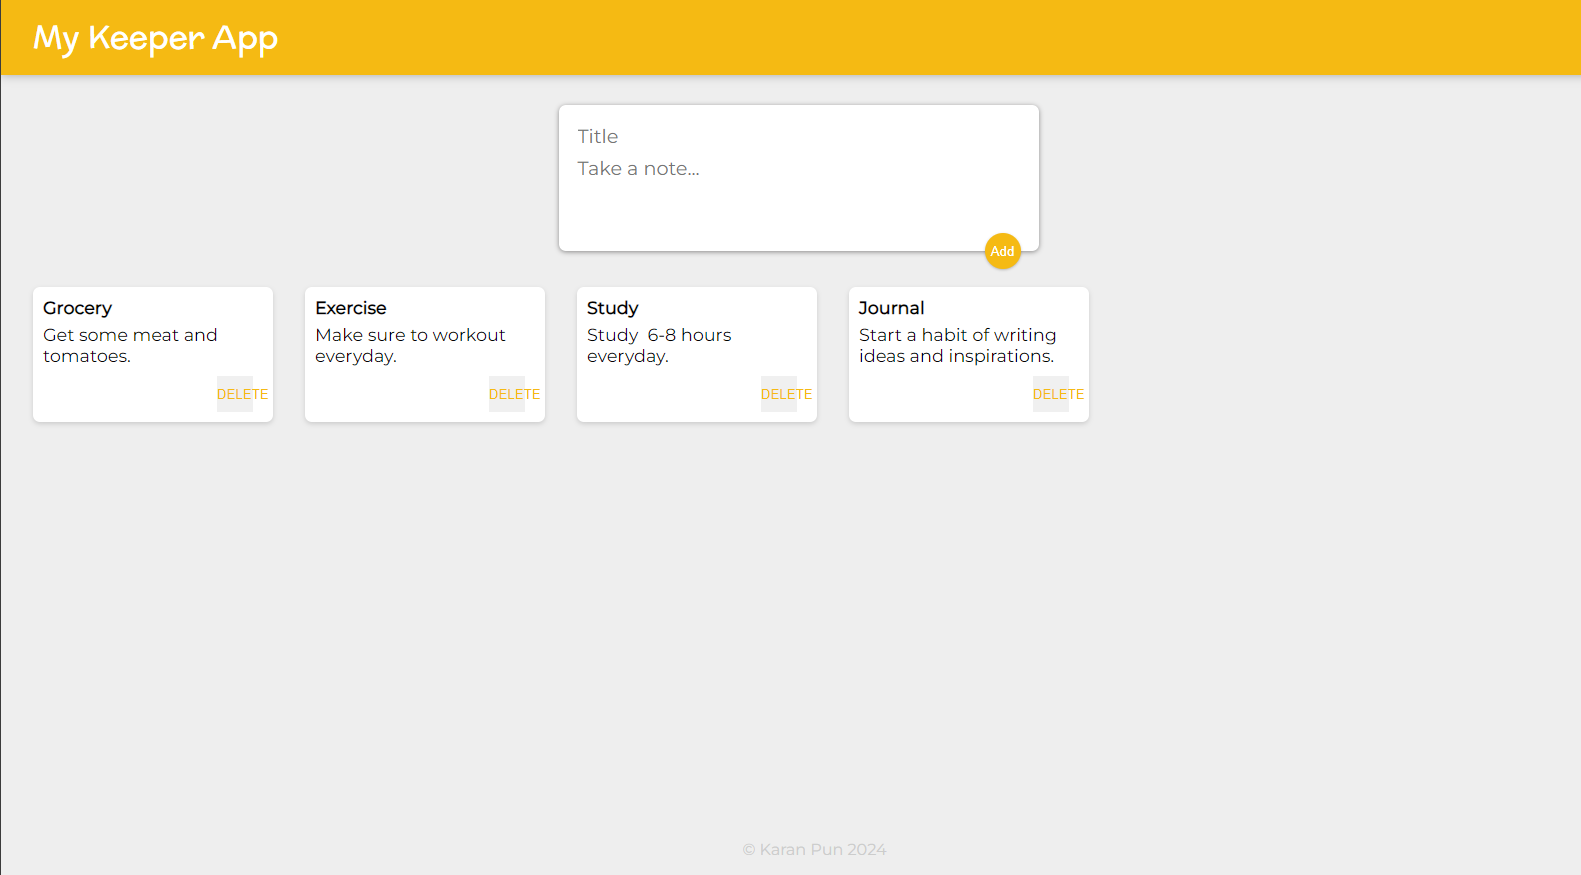 My Keeper App
Title
Take a note...
Add
Grocery
Get some meat and
tomatoes.
DELETE
Exercise
Make sure to workout
everyday.
DELETE
Study
Study  6-8 hours
everyday.
DELETE
Journal
Start a habit of writing
ideas and inspirations.
DELETE
© Karan Pun 2024